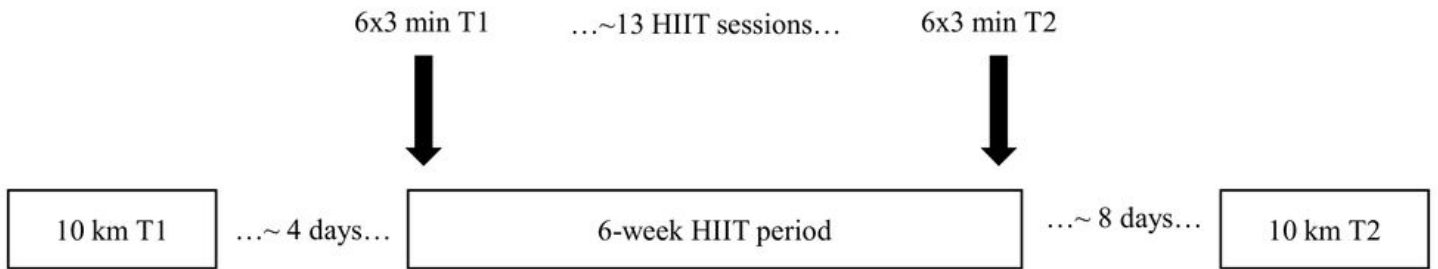 6x3 min T1 …~13 HIIT sessions… 6x3 min T2
10 km T1 …~ 4 days… 6-week HIIT period …~ 8 days… 10 km T2